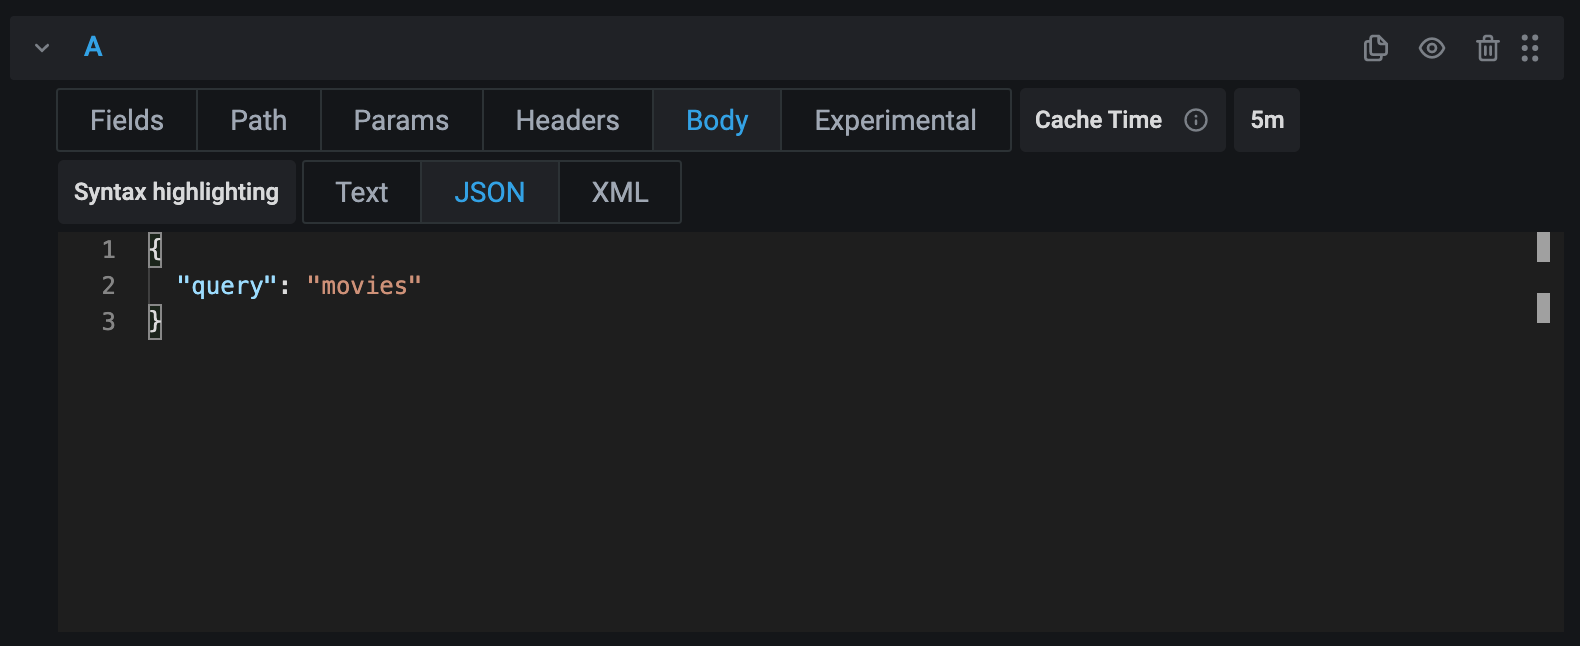 A
Fields Path Params Headers Body Experimental Cache Time 5m
Syntax highlighting Text JSON XML
1 {
2 "query": "movies"
3 }